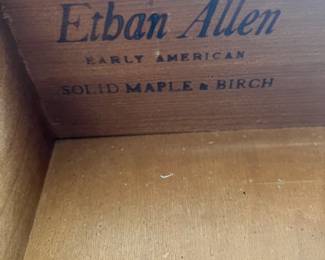 Ethan Allen
EARLY AMERICAN
SOLID MAPLE & BIRCH